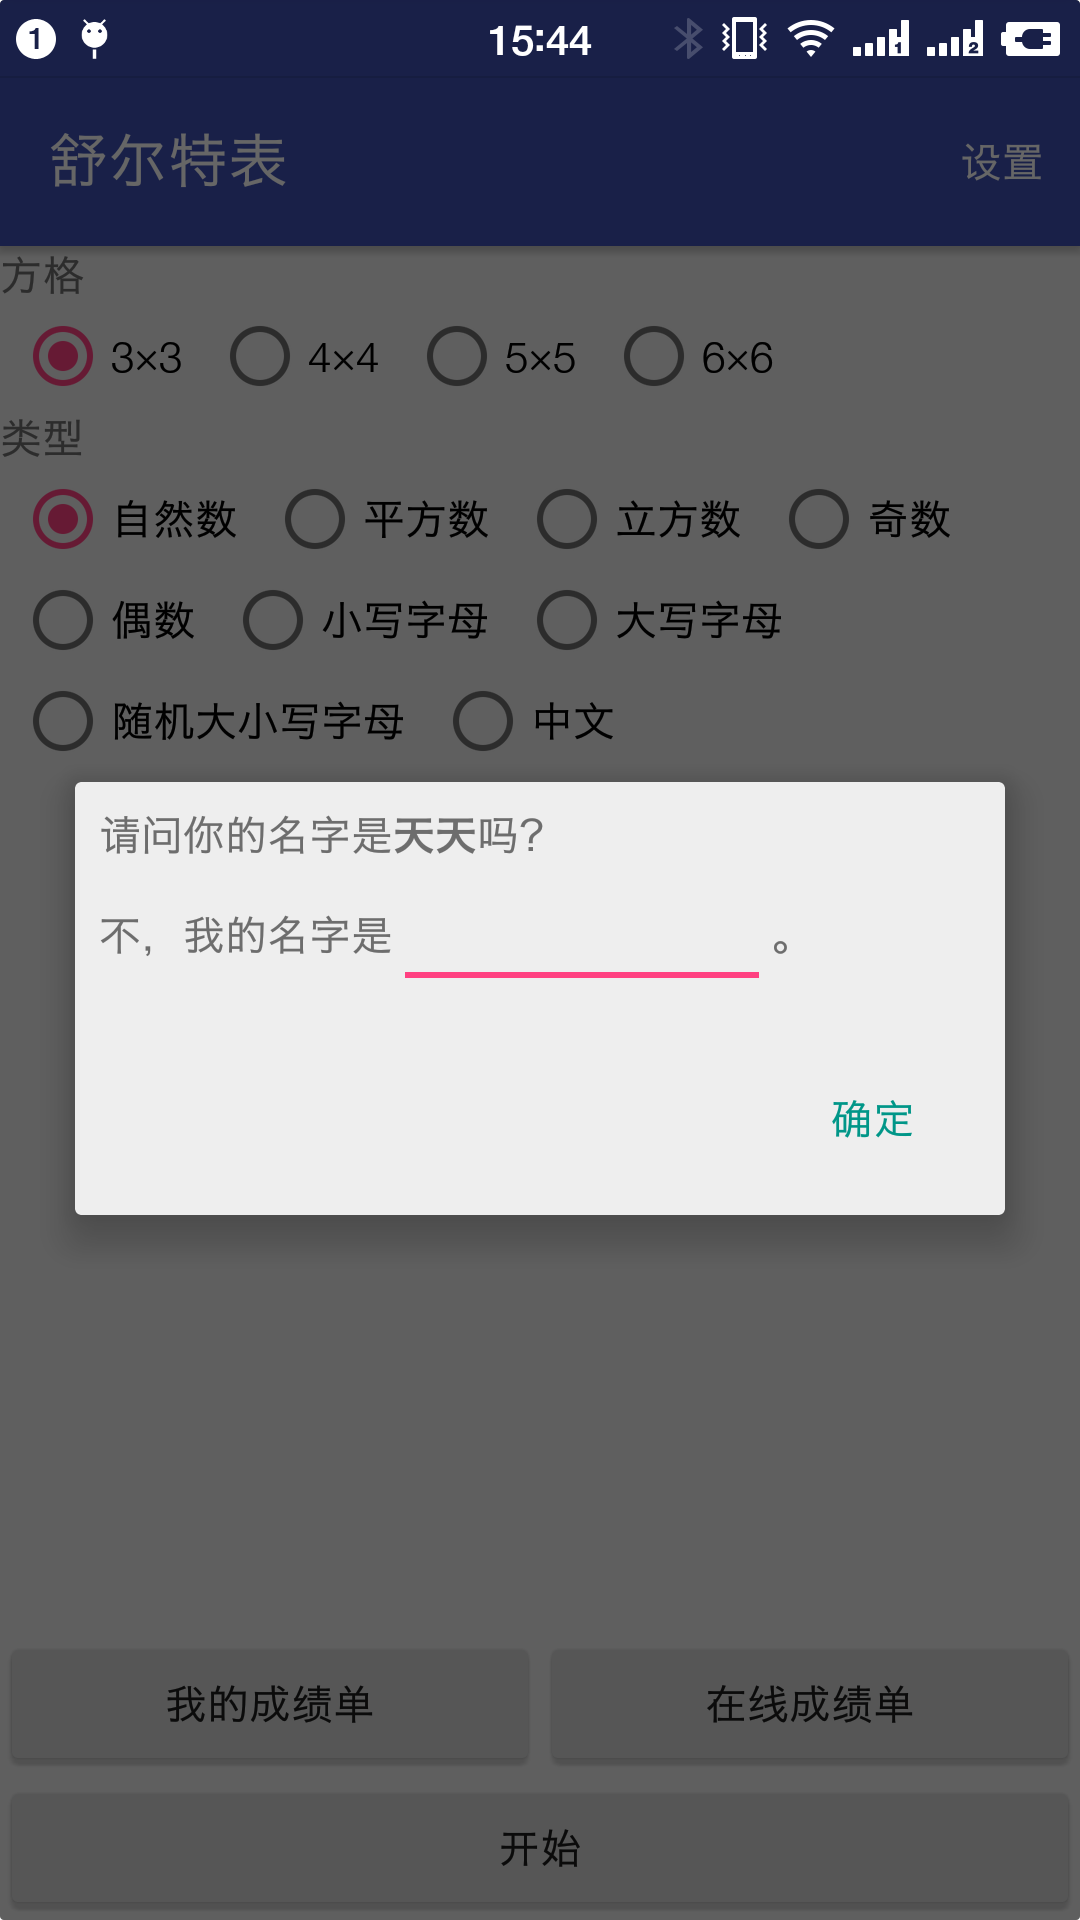 1 15:44 1 2
舒尔特表 设置
方格
3×3 4×4 5×5 6×6
类型
自然数 平方数 立方数 奇数
偶数 小写字母 大写字母
随机大小写字母 中文
请问你的名字是天天吗?
不, 我的名字是 。
确定
我的成绩单 在线成绩单
开始